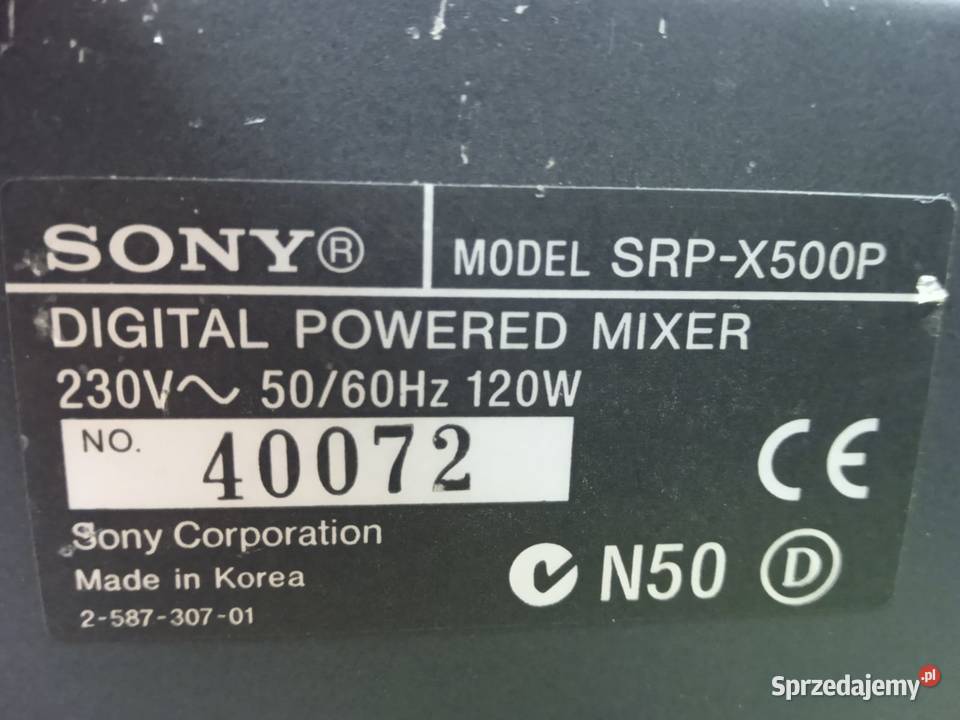 SONY® MODEL SRP-X500P
DIGITAL POWERED MIXER
230V～ 50/60Hz 120W
NO. 40072
CE
Sony Corporation
Made in Korea
N50 D
2-587-307-01
Sprzedajemy.pl